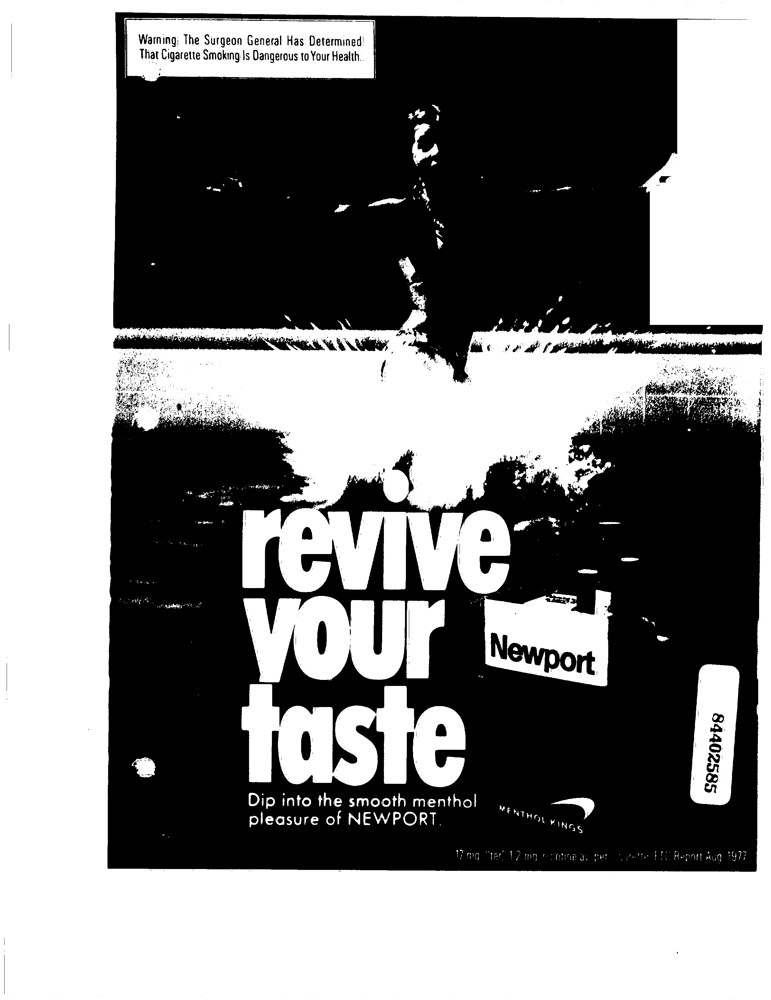 Warning: The Surgeon General Has Determined
That Cigarette Smoking Is Dangerous to Your Health.
revive
your
taste
Newport
Dip into the smooth menthol
pleasure of NEWPORT.
MENTHOL KINGS
84402585
17 mg. "tar," 1.2 mg. nicotine av. per cigarette, FTC Report Aug. 1977